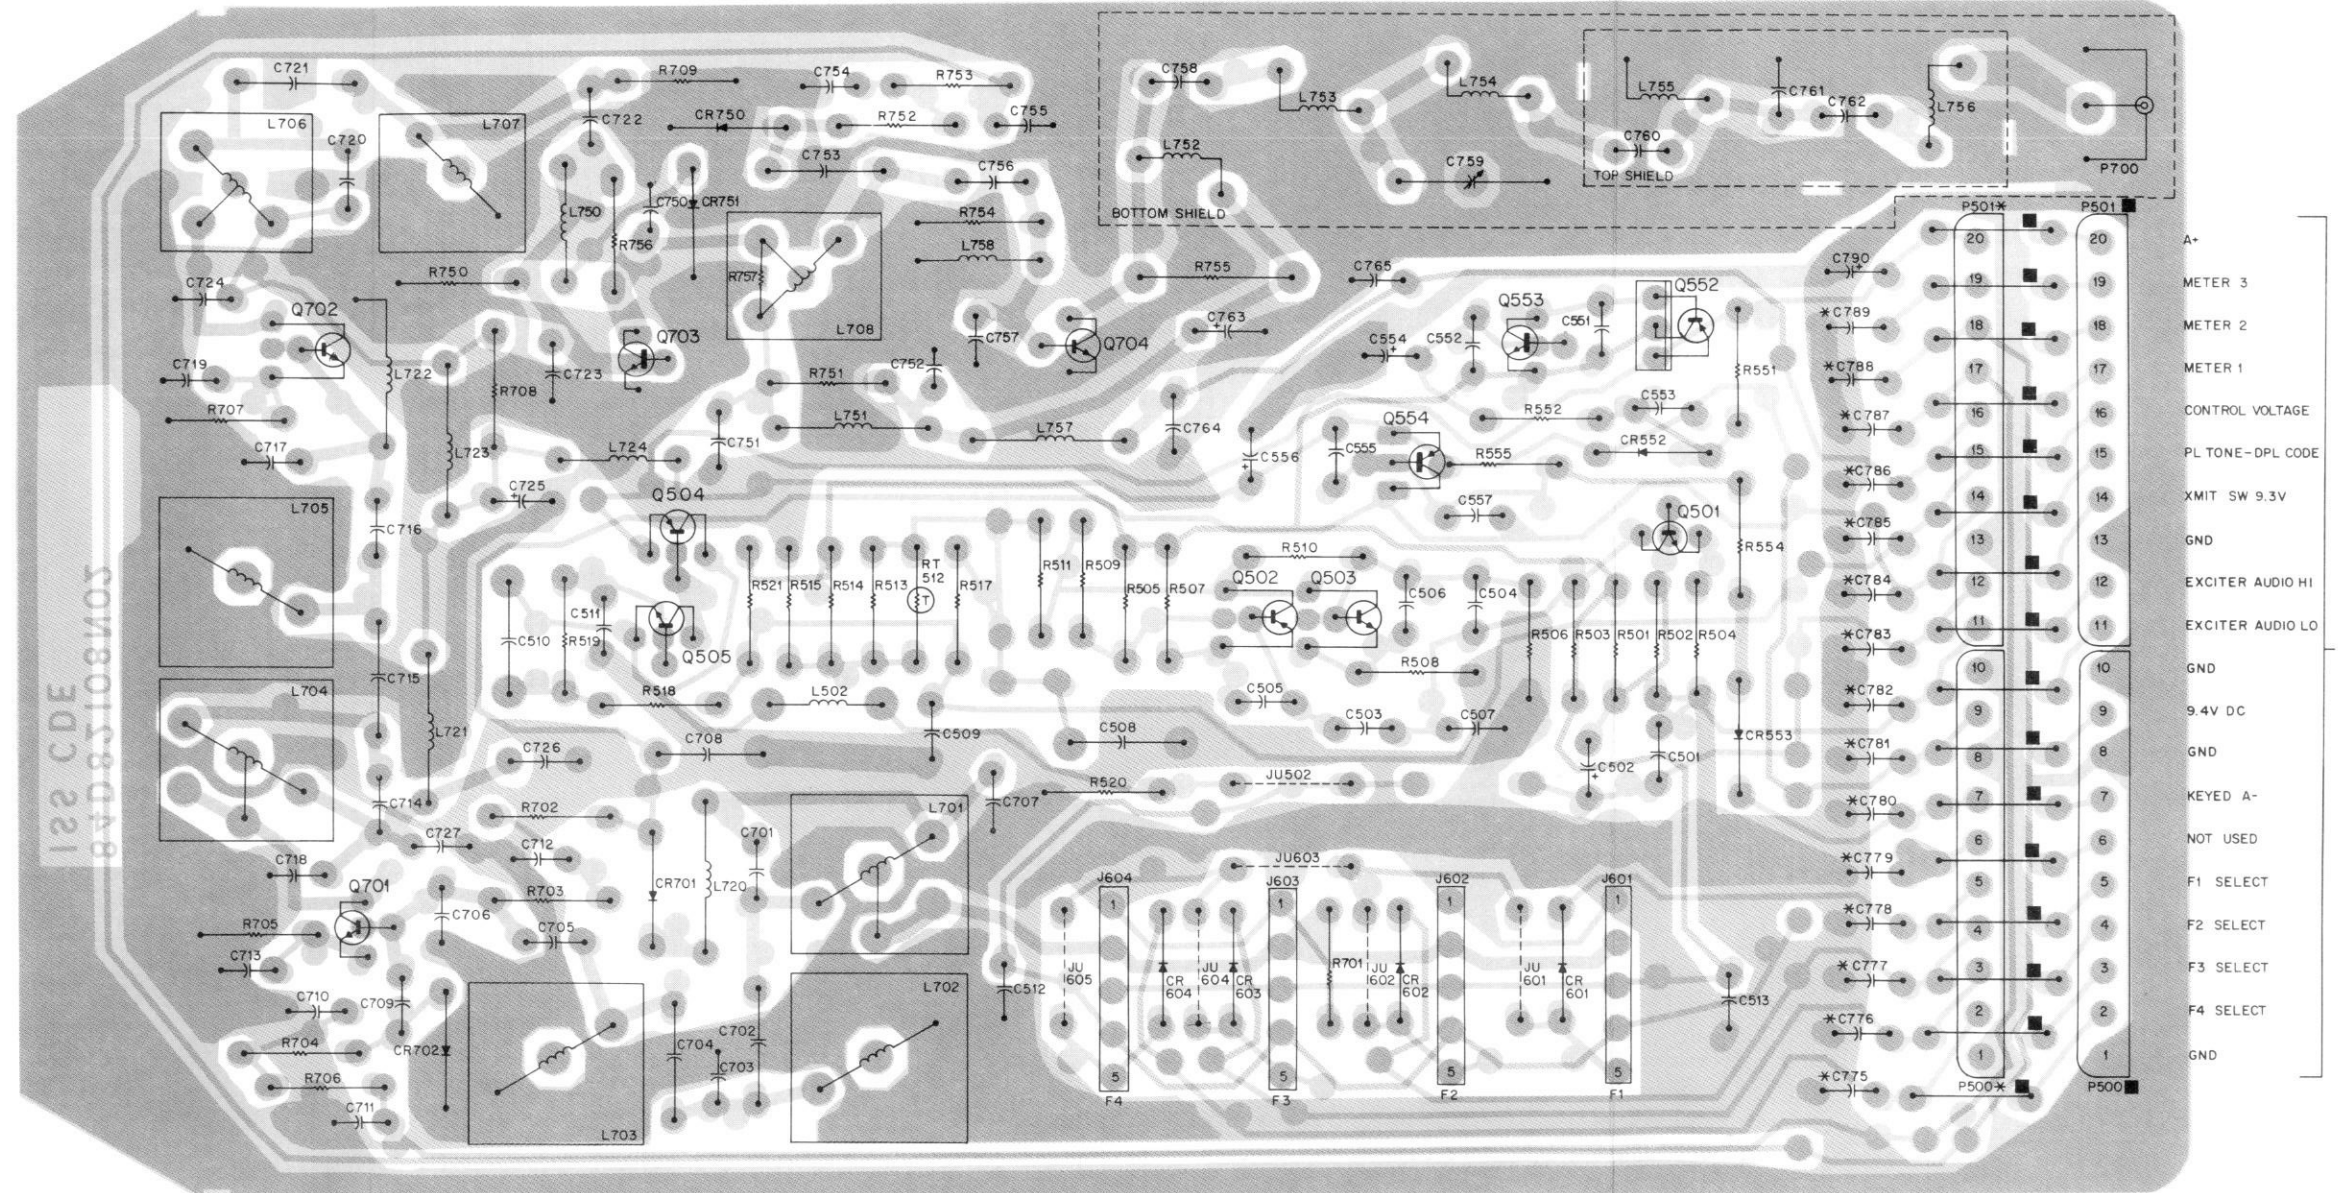 C721
R709
C754
R753
C758
L753
L754
L755
C761
C762
L756
L706
C720
L707
C722
CR750
R752
C755
L752
C760
C759
TOP SHIELD
P700
C753
C756
L750
C750
CR751
R756
R754
BOTTOM SHIELD
P501*
P501
L758
R757
R750
C724
R755
C765
C790
Q702
Q703
L708
C757
Q704
C763
Q553
Q552
C551
C552
C554
*C789
C719
L722
R708
C723
R751
C752
R551
*C788
R707
L751
L757
C764
R552
C553
*C787
Q554
C717
L723
L724
C751
C556
C555
R555
CR552
*C786
L705
C716
C725
Q504
C557
Q501
*C785
R554
R510
R521
R515
R514
R513
RT
512
T
R517
R511
R509
R505
R507
Q502
Q503
C506
C504
*C784
C510
R519
C511
Q505
R506
R503
R501
R502
R504
*C783
R508
L704
C715
R518
L502
C505
*C782
L721
C726
C708
C509
C508
C503
C507
C502
C501
CR553
*C781
C714
R702
C707
R520
JU502
*C780
C727
C712
C701
L701
C718
JU603
*C779
Q701
R703
CR701
L720
C706
C705
R705
J604
J603
J602
J601
1
1
1
1
*C778
C713
L702
C512
JU
605
CR
604
JU
604
CR
603
R701
JU
602
CR
602
JU
601
CR
601
C513
*C777
C710
C709
R704
CR702
C704
C703
C702
*C776
R706
5
5
5
5
*C775
C711
L703
F4
F3
F2
F1
20
20
A+
19
19
METER 3
18
18
METER 2
17
17
METER 1
16
16
CONTROL VOLTAGE
15
15
PL TONE-DPL CODE
14
14
XMIT SW 9.3V
13
13
GND
12
12
EXCITER AUDIO HI
11
11
EXCITER AUDIO LO
10
10
GND
9
9
9.4V DC
8
8
GND
7
7
KEYED A-
6
6
NOT USED
5
5
F1 SELECT
4
4
F2 SELECT
3
3
F3 SELECT
2
2
F4 SELECT
1
1
GND
P500*
P500
84D82108N02